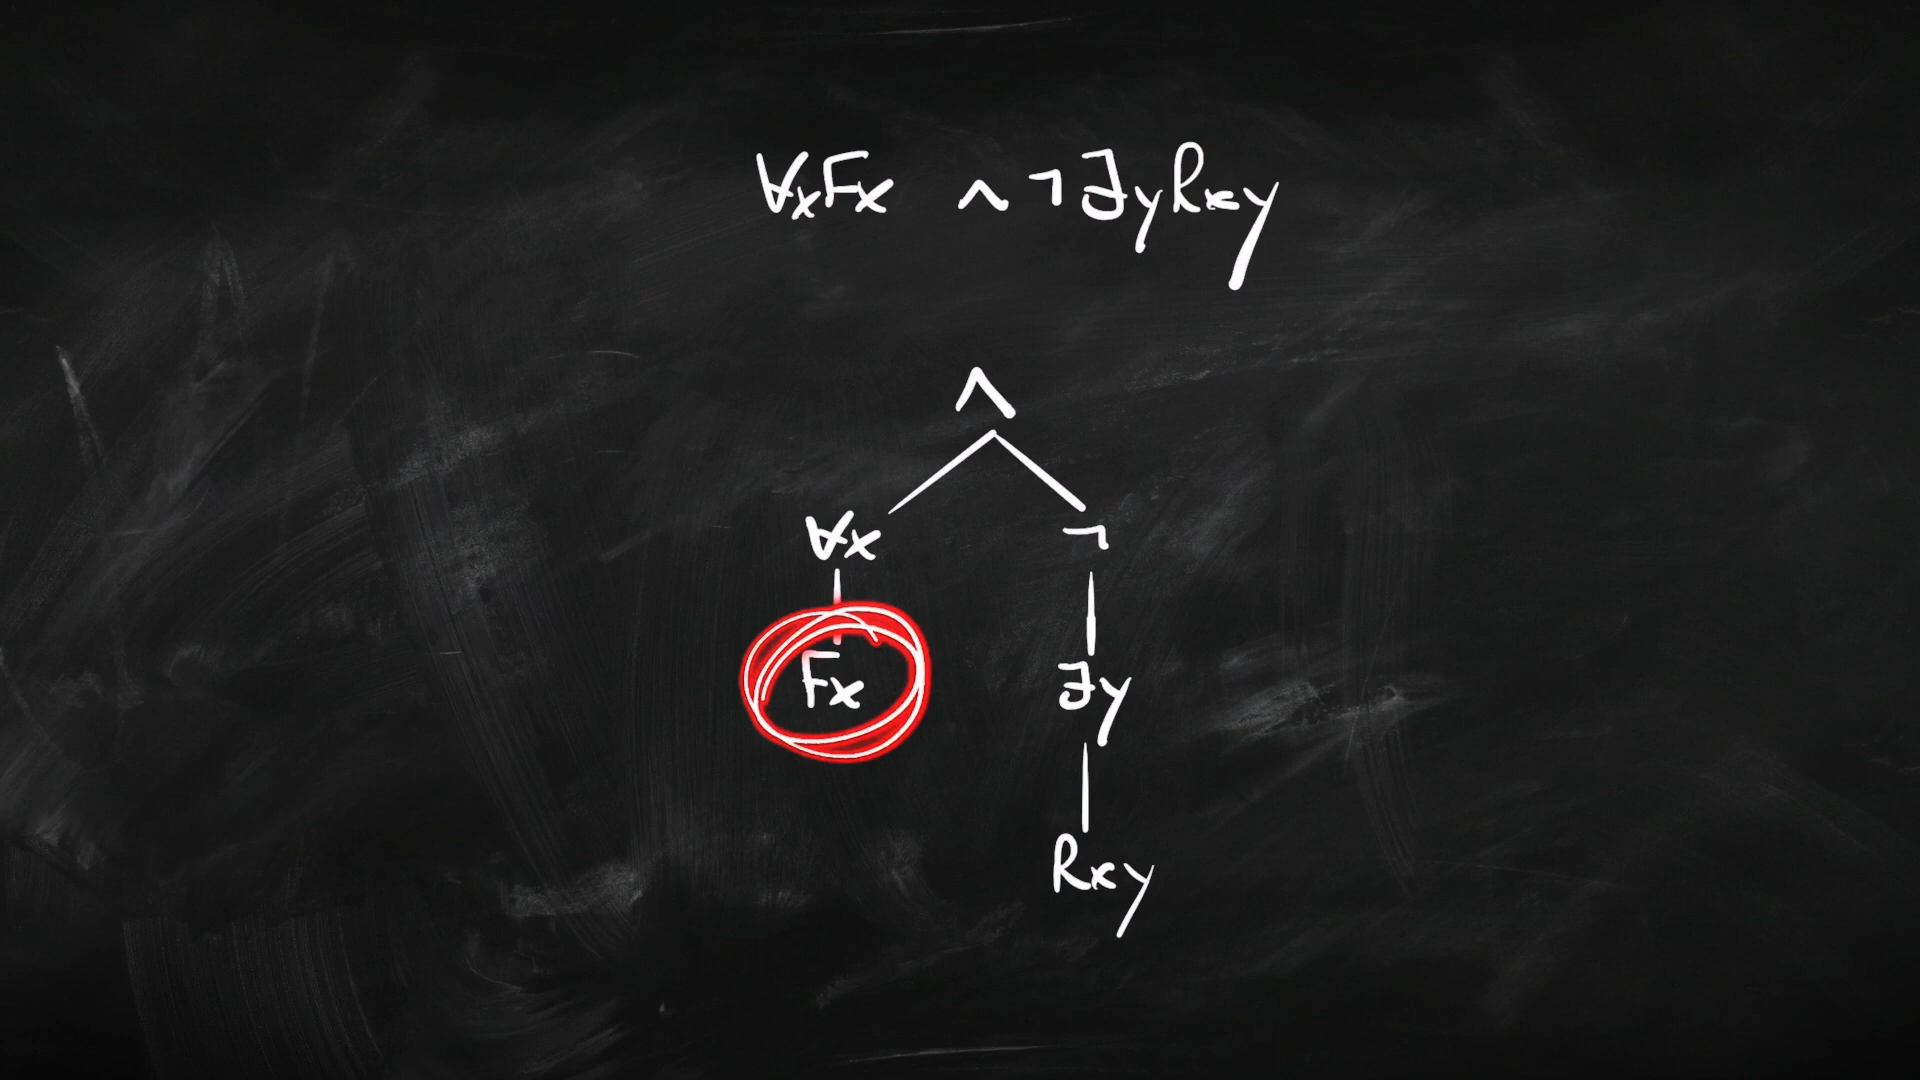 ∀xFx ∧ ¬∃yRxy
∧
∀x ¬
Fx ∃y
Rxy